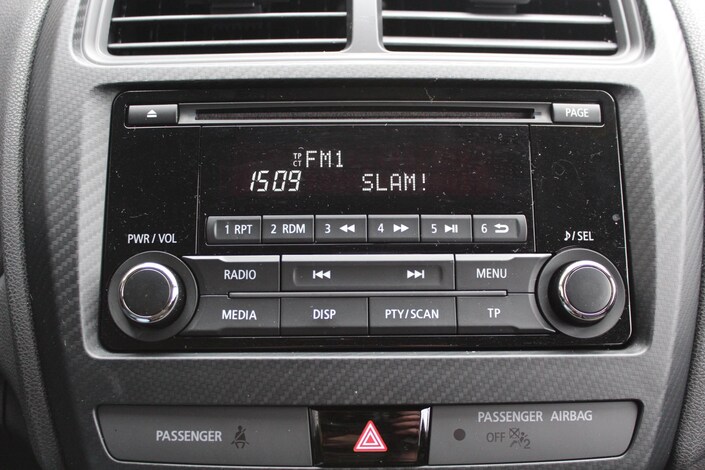 PAGE
TP FM1
CT
1509 SLAM!
1 RPT 2 RDM 3 4 5 6
PWR / VOL
/ SEL
RADIO MENU
MEDIA DISP PTY/SCAN TP
PASSENGER
PASSENGER AIRBAG
OFF 2